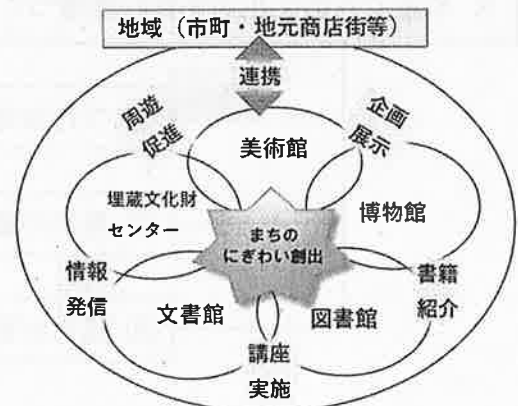 地域（市町・地元商店街等）
連携
周遊
促進
企画
展示
美術館
埋蔵文化財
センター
博物館
まちの
にぎわい創出
情報
発信
書籍
紹介
文書館
図書館
講座
実施